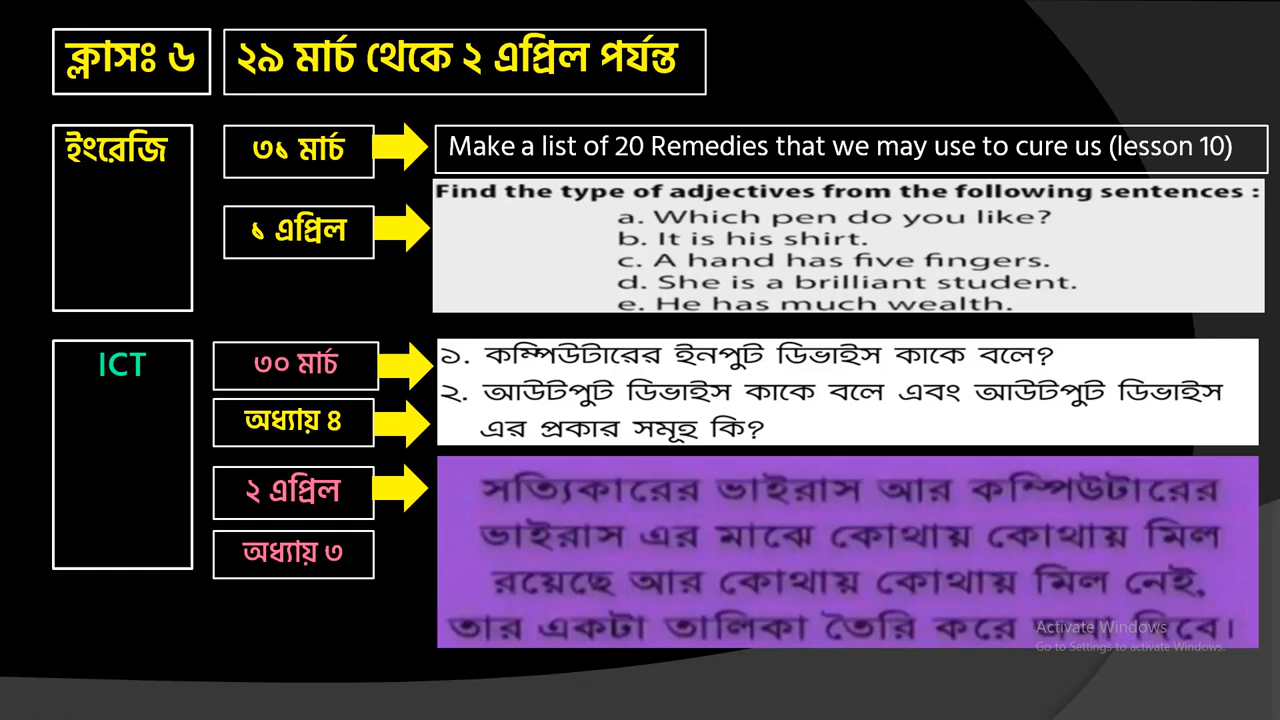 ক্লাসঃ ৬
২৯ মার্চ থেকে ২ এপ্রিল পর্যন্ত
ইংরেজি
৩১ মার্চ
Make a list of 20 Remedies that we may use to cure us (lesson 10)
১ এপ্রিল
Find the type of adjectives from the following sentences :
a. Which pen do you like?
b. It is his shirt.
c. A hand has five fingers.
d. She is a brilliant student.
e. He has much wealth.
ICT
৩০ মার্চ
অধ্যায় ৪
১. কম্পিউটারের ইনপুট ডিভাইস কাকে বলে?
২. আউটপুট ডিভাইস কাকে বলে এবং আউটপুট ডিভাইস
এর প্রকার সমূহ কি?
২ এপ্রিল
অধ্যায় ৩
সত্যিকারের ভাইরাস আর কম্পিউটারের
ভাইরাস এর মাঝে কোথায় কোথায় মিল
রয়েছে আর কোথায় কোথায় মিল নেই,
তার একটা তালিকা তৈরি করে
Activate Windows
Go to Settings to activate Windows.